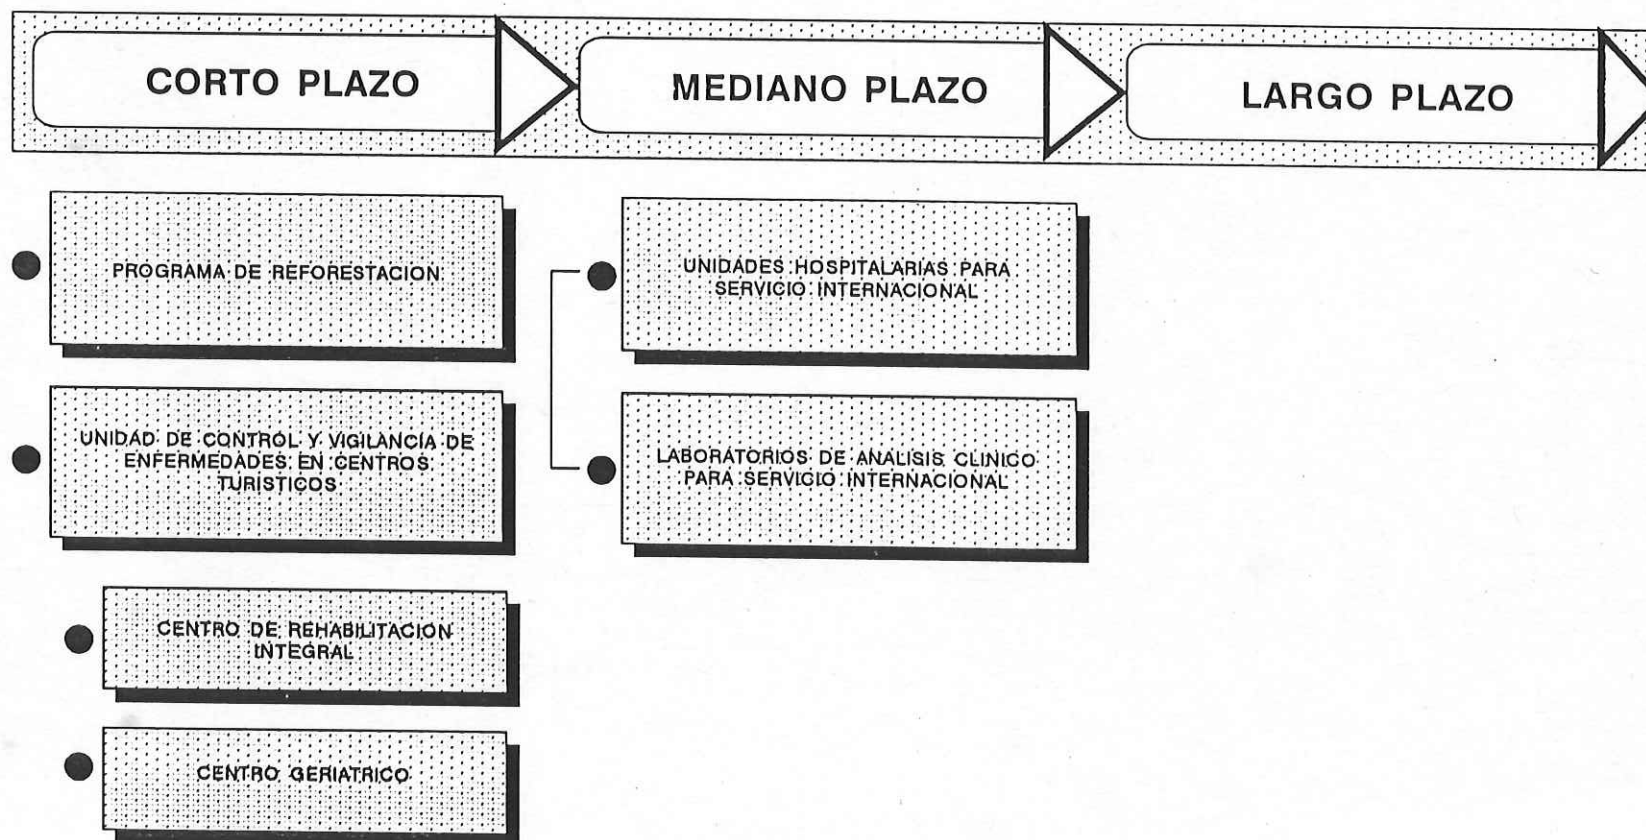 CORTO PLAZO
MEDIANO PLAZO
LARGO PLAZO
PROGRAMA DE REFORESTACION
UNIDAD DE CONTROL Y VIGILANCIA DE
ENFERMEDADES EN CENTROS
TURISTICOS
CENTRO DE REHABILITACION
INTEGRAL
CENTRO GERIATRICO
UNIDADES HOSPITALARIAS PARA
SERVICIO INTERNACIONAL
LABORATORIOS DE ANALISIS CLINICO
PARA SERVICIO INTERNACIONAL